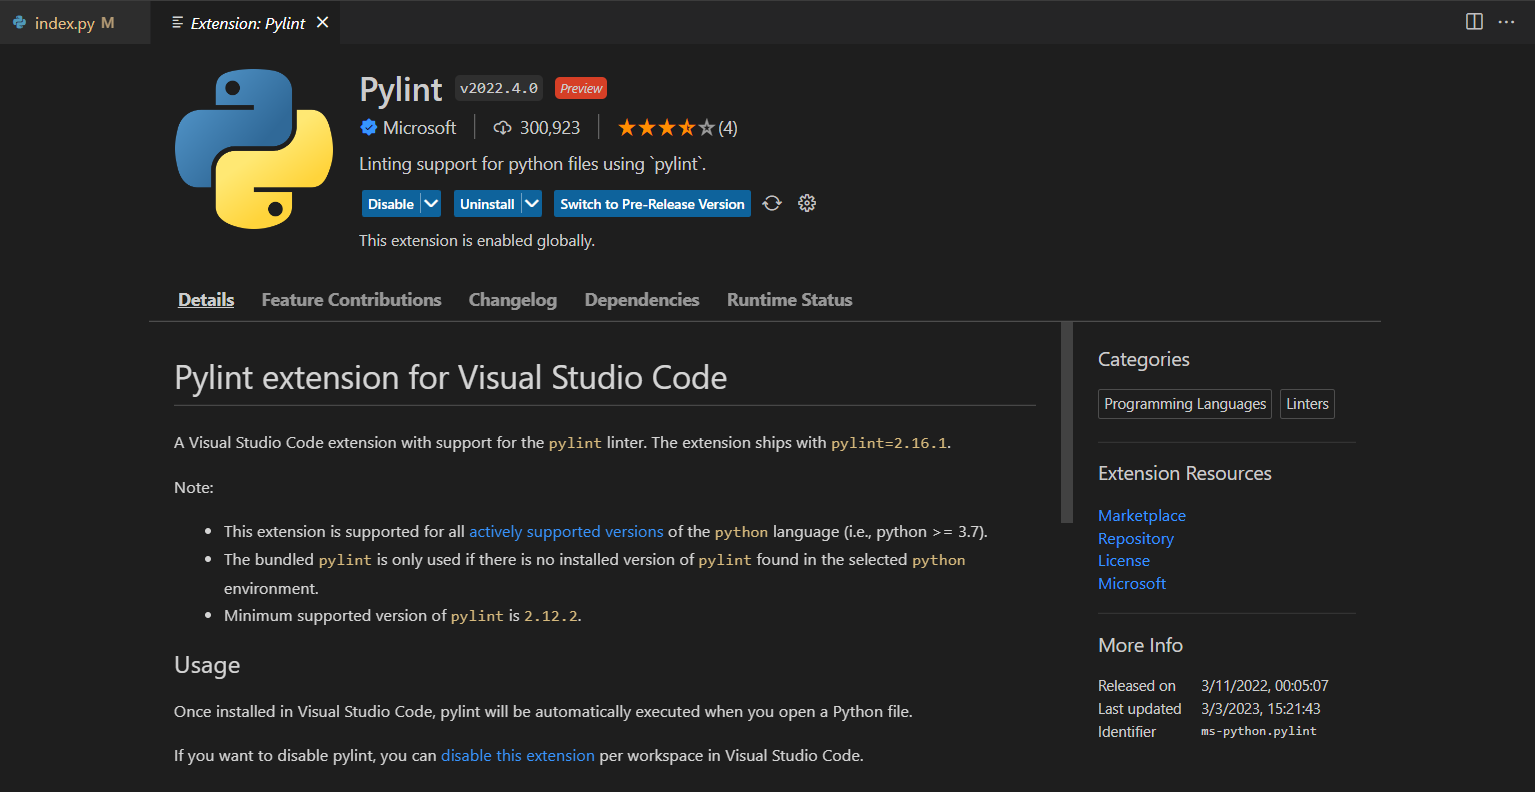 index.py M
Extension: Pylint
Pylint v2022.4.0 Preview
Microsoft 300,923 (4)
Linting support for python files using `pylint`.
Disable Uninstall Switch to Pre-Release Version
This extension is enabled globally.
Details Feature Contributions Changelog Dependencies Runtime Status
Pylint extension for Visual Studio Code
A Visual Studio Code extension with support for the pylint linter. The extension ships with pylint=2.16.1.
Note:
• This extension is supported for all actively supported versions of the python language (i.e., python >= 3.7).
• The bundled pylint is only used if there is no installed version of pylint found in the selected python
environment.
• Minimum supported version of pylint is 2.12.2.
Usage
Once installed in Visual Studio Code, pylint will be automatically executed when you open a Python file.
If you want to disable pylint, you can disable this extension per workspace in Visual Studio Code.
Categories
Programming Languages Linters
Extension Resources
Marketplace
Repository
License
Microsoft
More Info
Released on 3/11/2022, 00:05:07
Last updated 3/3/2023, 15:21:43
Identifier ms-python.pylint